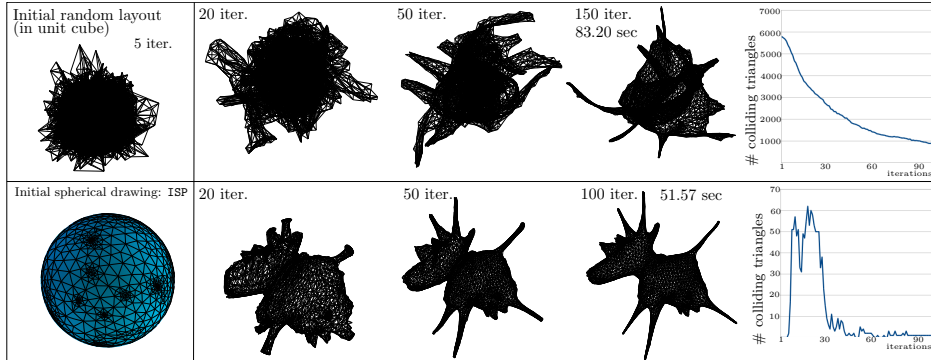 Initial random layout
(in unit cube)
5 iter.
20 iter.
50 iter.
150 iter.
83.20 sec
# colliding triangles
7000
6000
5000
4000
3000
2000
1000
1 30 60 90
iterations
Initial spherical drawing: ISP
20 iter.
50 iter.
100 iter. 51.57 sec
# colliding triangles
70
60
50
40
30
20
10
1 30 60 90
iterations